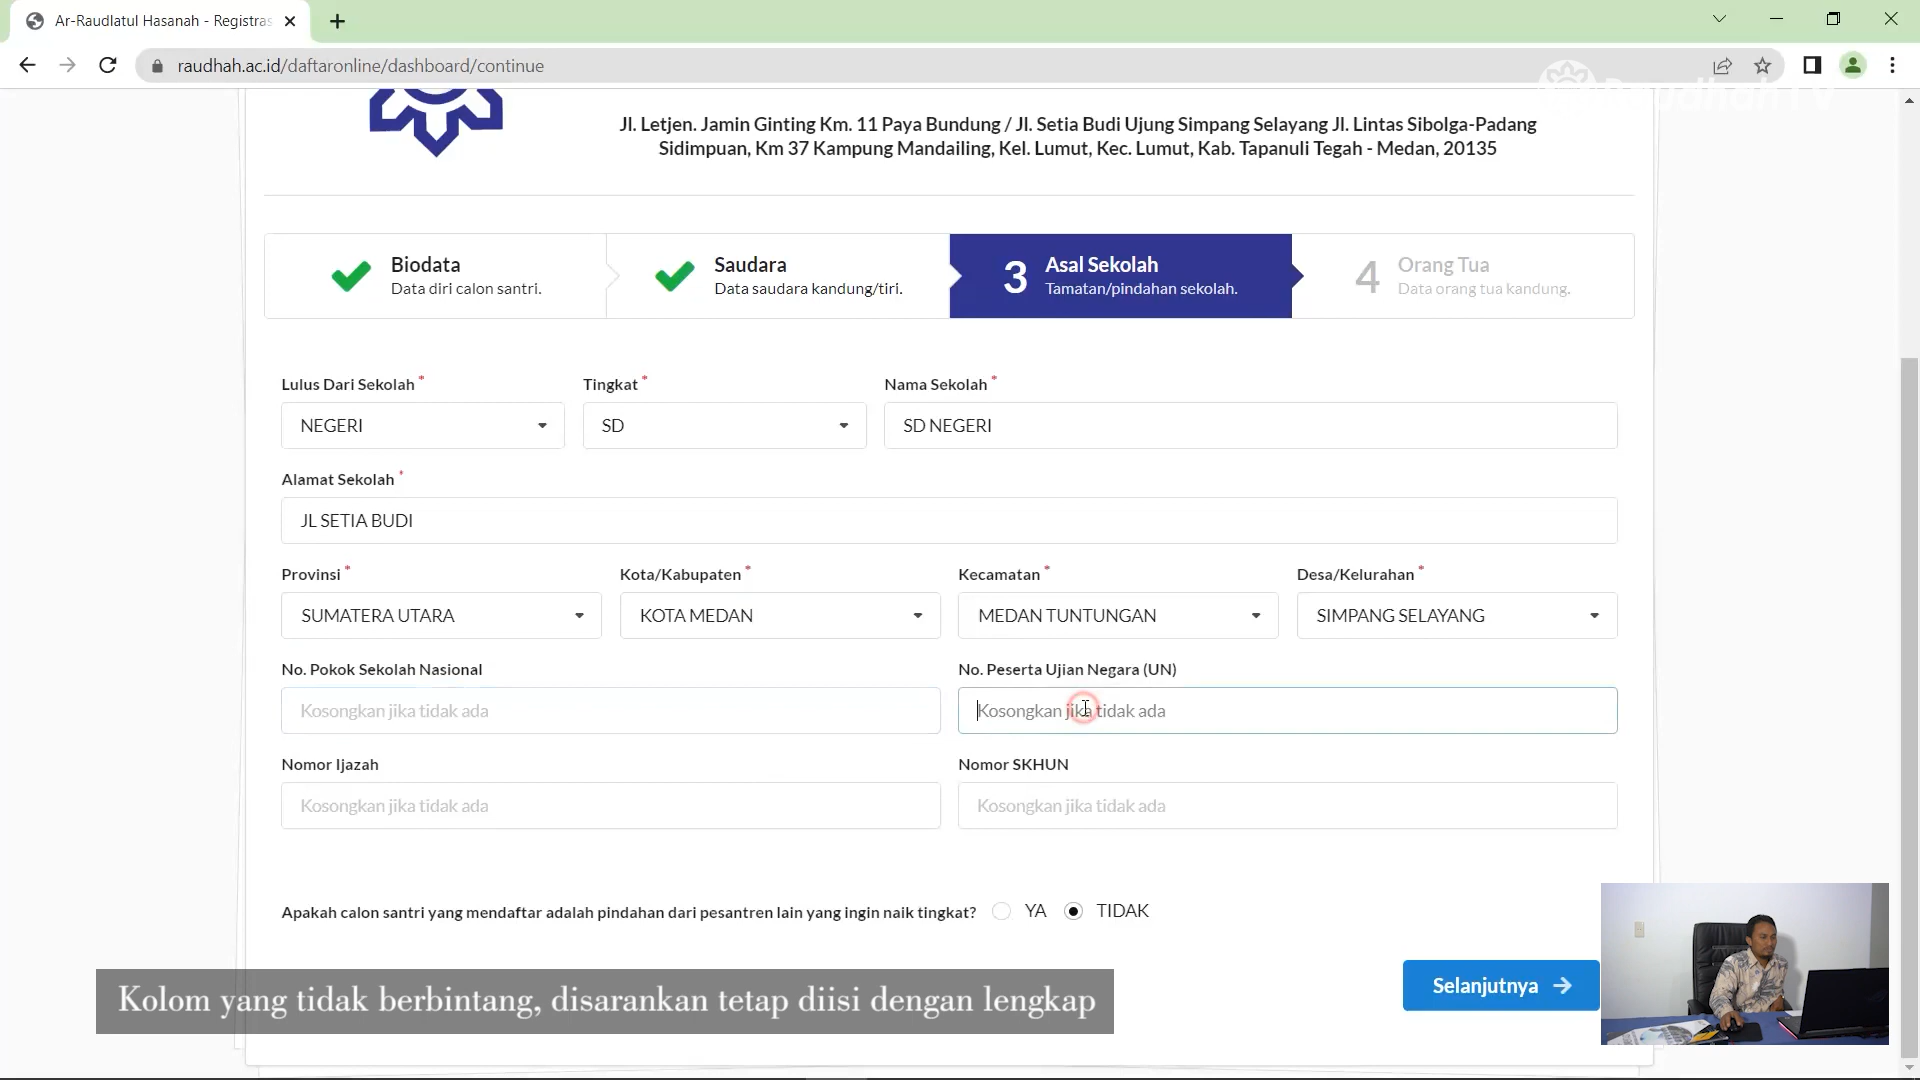 Ar-Raudlatul Hasanah - Registras
raudhah.ac.id/daftaronline/dashboard/continue
Raudhah TV
Jl. Letjen. Jamin Ginting Km. 11 Paya Bundung / Jl. Setia Budi Ujung Simpang Selayang Jl. Lintas Sibolga-Padang
Sidimpuan, Km 37 Kampung Mandailing, Kel. Lumut, Kec. Lumut, Kab. Tapanuli Tegah - Medan, 20135
Biodata
Data diri calon santri.
Saudara
Data saudara kandung/tiri.
3
Asal Sekolah
Tamatan/pindahan sekolah.
4
Orang Tua
Data orang tua kandung.
Lulus Dari Sekolah *
Tingkat *
Nama Sekolah *
NEGERI
SD
SD NEGERI
Alamat Sekolah *
JL SETIA BUDI
Provinsi *
Kota/Kabupaten *
Kecamatan *
Desa/Kelurahan *
SUMATERA UTARA
KOTA MEDAN
MEDAN TUNTUNGAN
SIMPANG SELAYANG
No. Pokok Sekolah Nasional
No. Peserta Ujian Negara (UN)
Kosongkan jika tidak ada
Kosongkan jika tidak ada
Nomor Ijazah
Nomor SKHUN
Kosongkan jika tidak ada
Kosongkan jika tidak ada
Apakah calon santri yang mendaftar adalah pindahan dari pesantren lain yang ingin naik tingkat?
YA
TIDAK
Selanjutnya
Kolom yang tidak berbintang, disarankan tetap diisi dengan lengkap